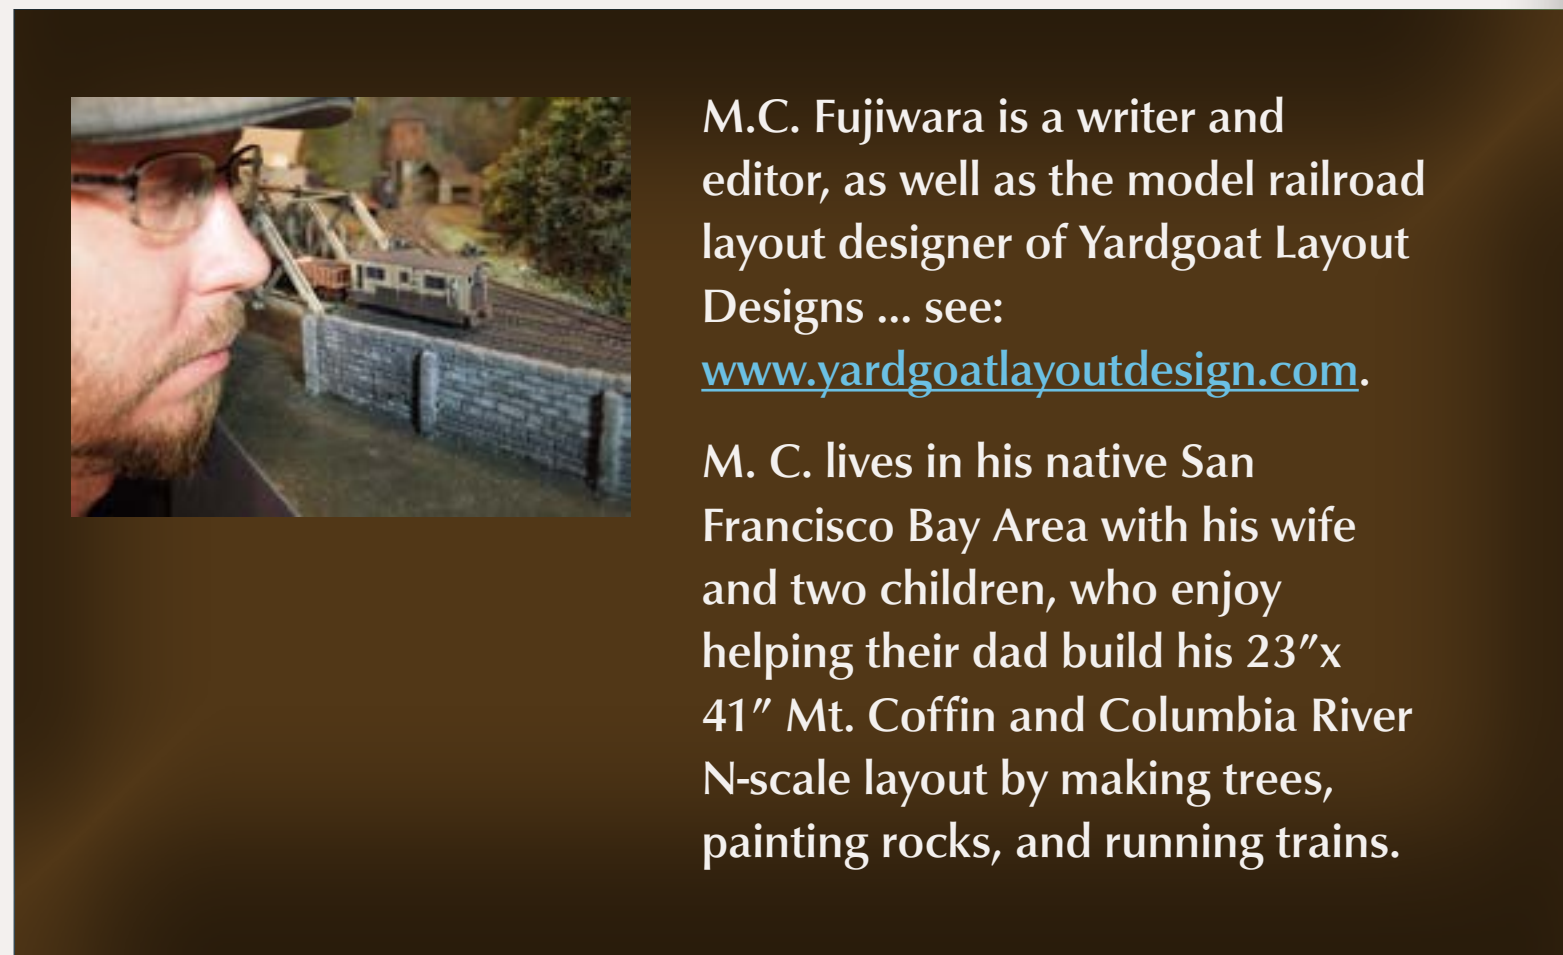 M.C. Fujiwara is a writer and
editor, as well as the model railroad
layout designer of Yardgoat Layout
Designs ... see:
www.yardgoatlayoutdesign.com.
M. C. lives in his native San
Francisco Bay Area with his wife
and two children, who enjoy
helping their dad build his 23”x
41” Mt. Coffin and Columbia River
N-scale layout by making trees,
painting rocks, and running trains.